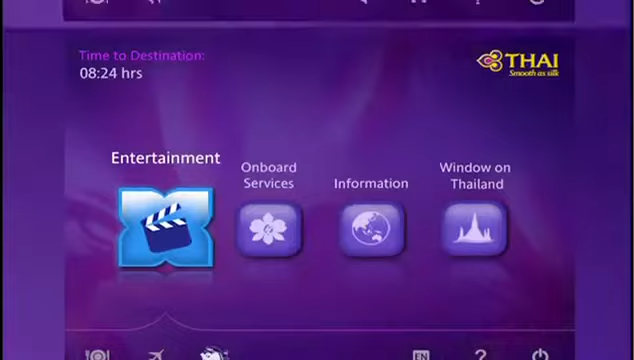 Time to Destination:
08:24 hrs
THAI
Smooth as silk
Entertainment
Onboard
Services
Information
Window on
Thailand
EN
?